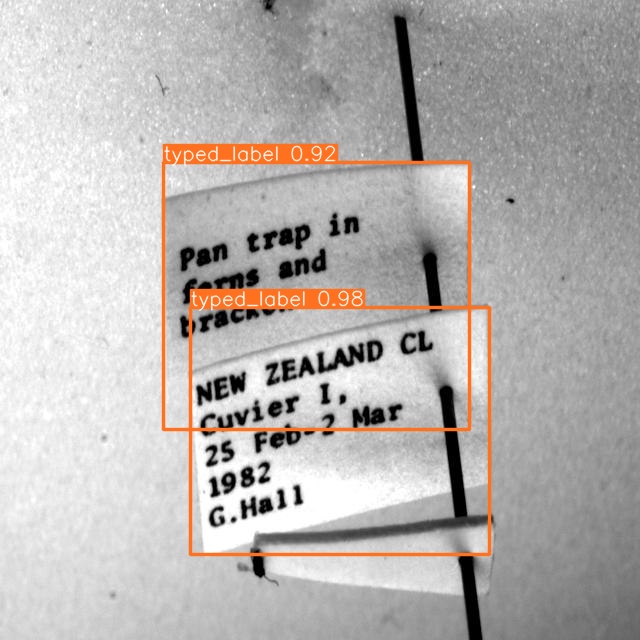 typed_label 0.92
Pan trap in
ferns and
typed_label 0.98
bracken
NEW ZEALAND CL
Cuvier I,
25 Feb-2 Mar
1982
G.Hall